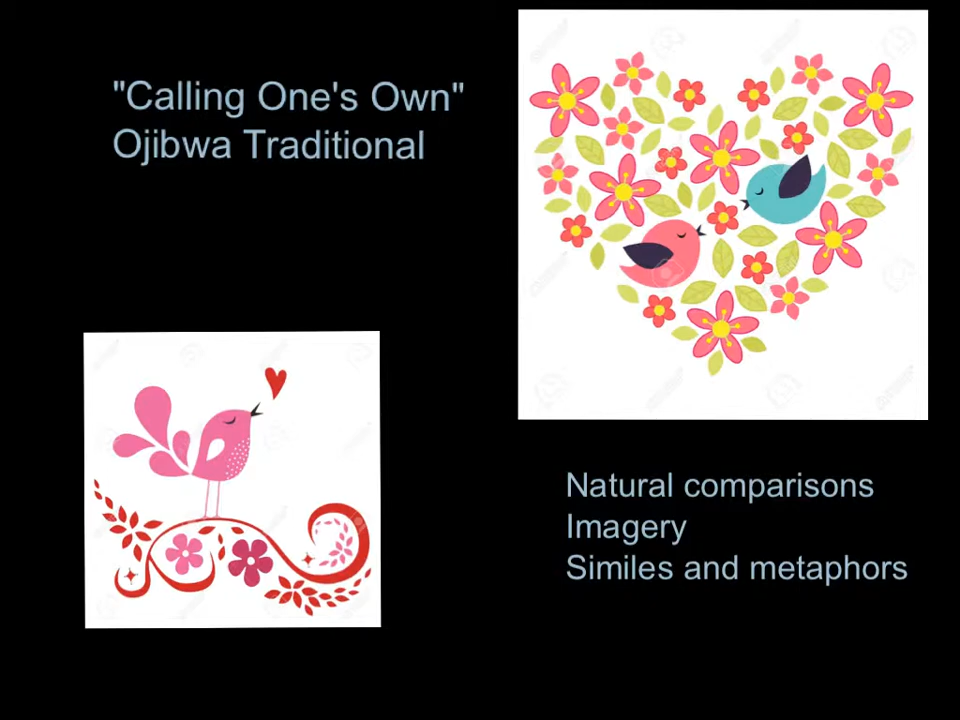 "Calling One's Own"
Ojibwa Traditional
Natural comparisons
Imagery
Similes and metaphors